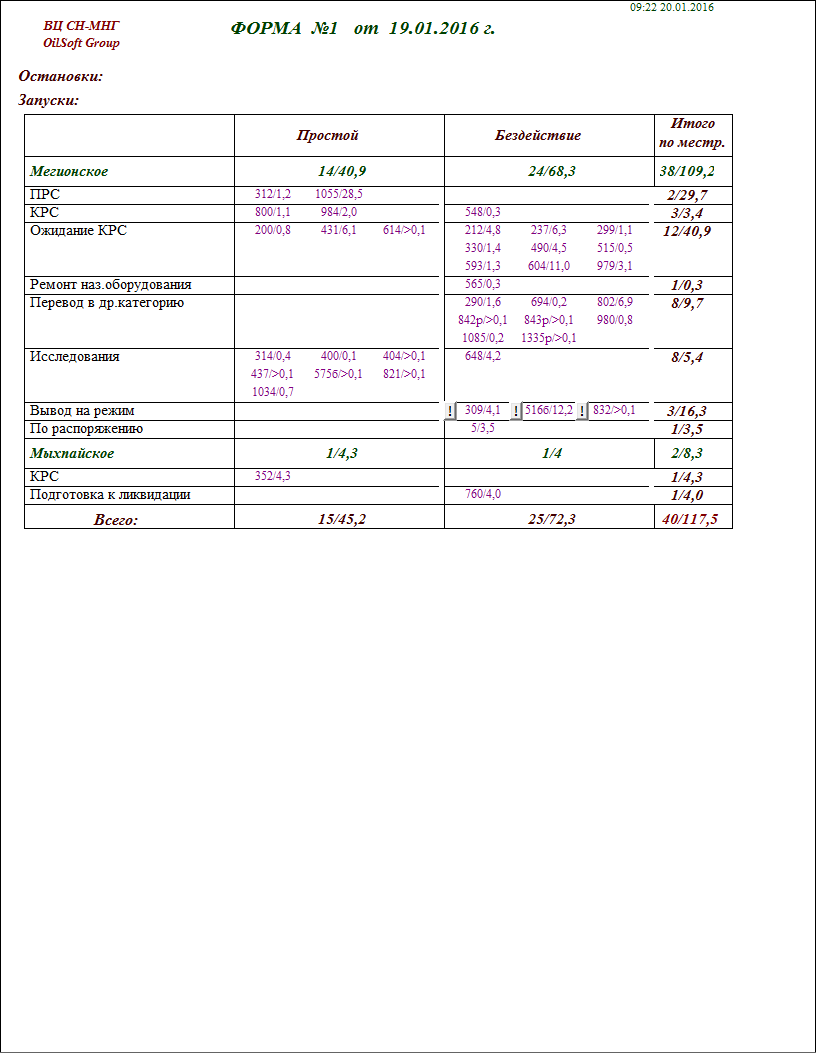 09:22 20.01.2016
ВЦ СН-МНГ
OilSoft Group
ФОРМА №1 от 19.01.2016 г.
Остановки:
Запуски:
Простой Бездействие Итого по местр.
Мегионское 14/40,9 24/68,3 38/109,2
ПРС 312/1,2 1055/28,5 2/29,7
КРС 800/1,1 984/2,0 548/0,3 3/3,4
Ожидание КРС 200/0,8 431/6,1 614/>0,1 212/4,8 237/6,3 299/1,1 12/40,9
330/1,4 490/4,5 515/0,5
593/1,3 604/11,0 979/3,1
Ремонт наз.оборудования 565/0,3 1/0,3
Перевод в др.категорию 290/1,6 694/0,2 802/6,9 8/9,7
842р/>0,1 843р/>0,1 980/0,8
1085/0,2 1335р/>0,1
Исследования 314/0,4 400/0,1 404/>0,1 648/4,2 8/5,4
437/>0,1 5756/>0,1 821/>0,1
1034/0,7
Вывод на режим ! 309/4,1 ! 516б/12,2 ! 832/>0,1 3/16,3
По распоряжению 5/3,5 1/3,5
Мыхпайское 1/4,3 1/4 2/8,3
КРС 352/4,3 1/4,3
Подготовка к ликвидации 760/4,0 1/4,0
Всего: 15/45,2 25/72,3 40/117,5